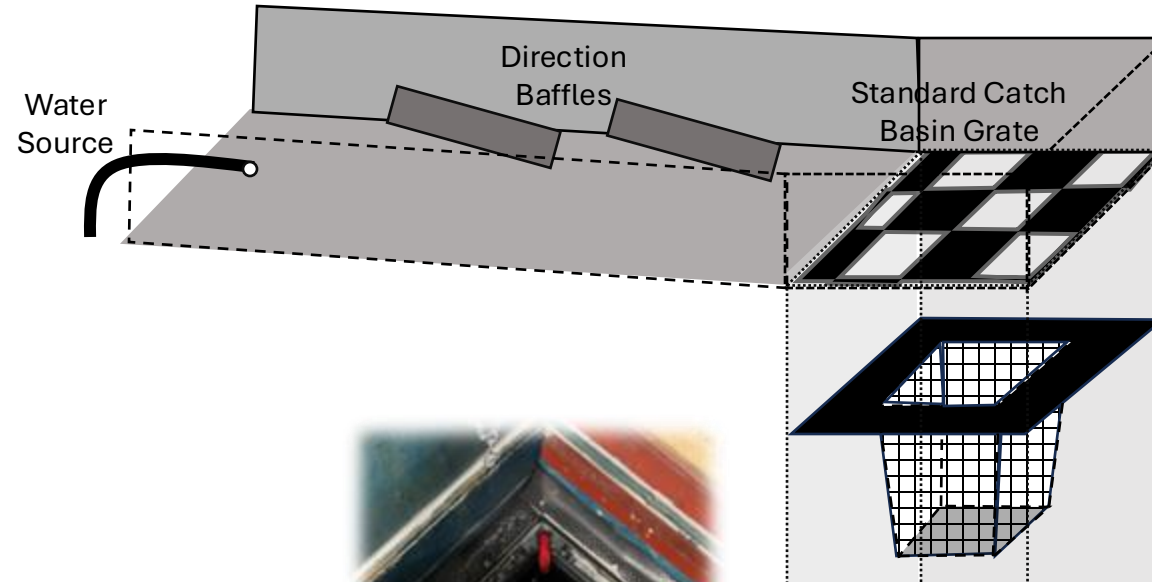 Water
Source
Direction
Baffles
Standard Catch
Basin Grate